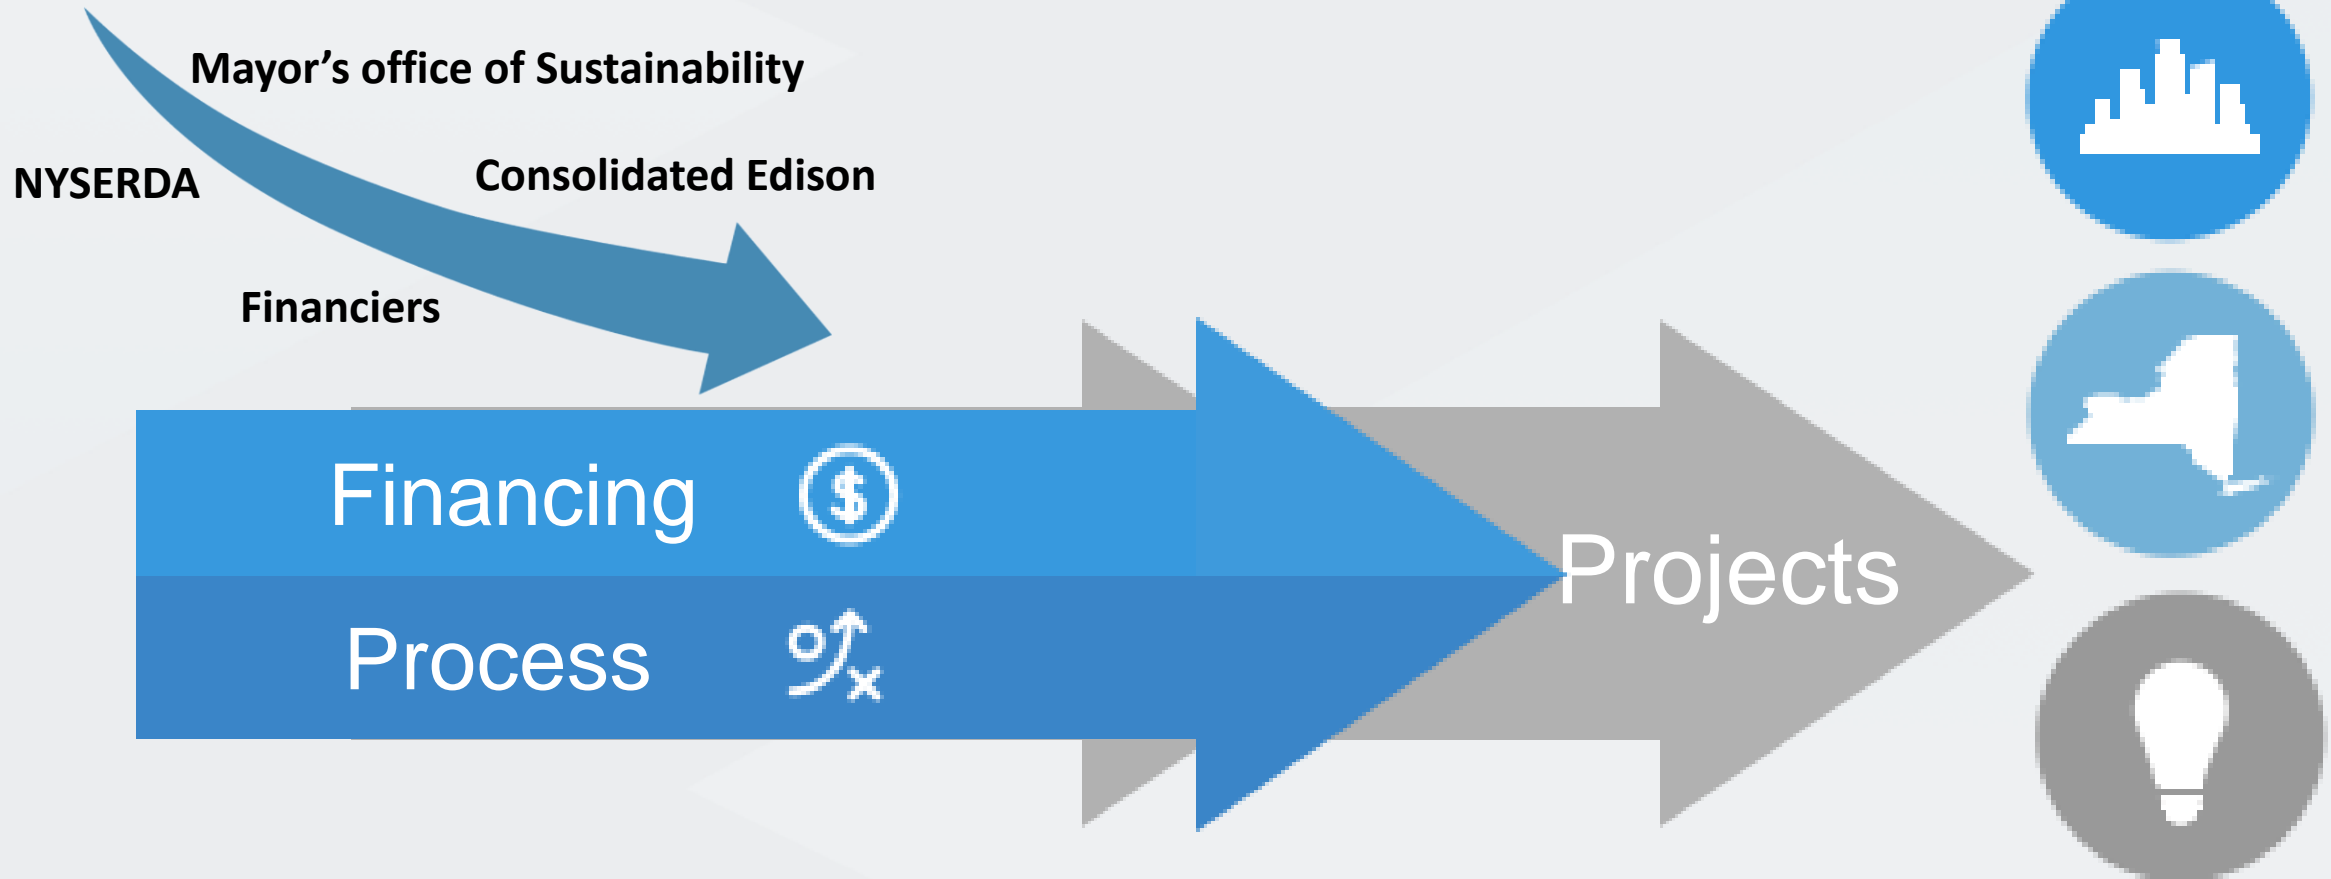 Mayor’s office of Sustainability
NYSERDA
Consolidated Edison
Financiers
Financing
$
Process
Projects